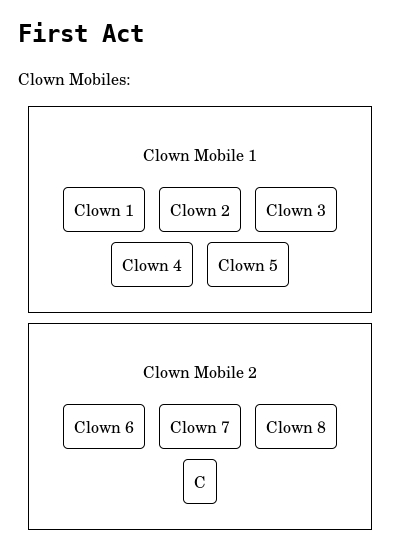 First Act
Clown Mobiles:
Clown Mobile 1
Clown 1 Clown 2 Clown 3
Clown 4 Clown 5
Clown Mobile 2
Clown 6 Clown 7 Clown 8
C